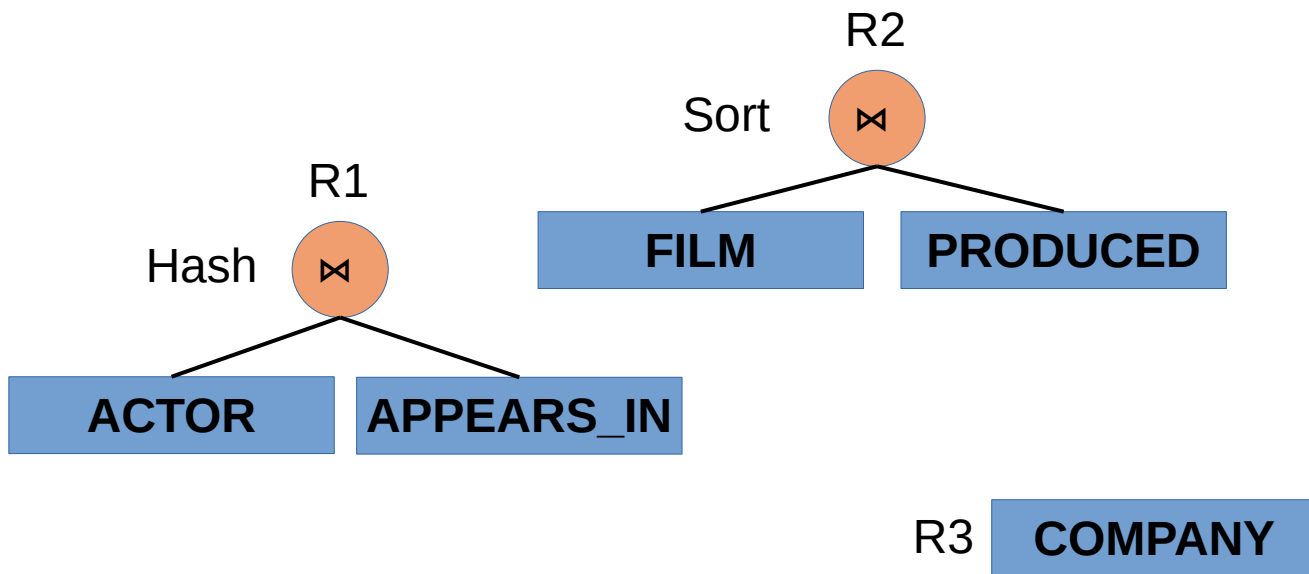 R2
Sort ⋈
R1
FILM PRODUCED
Hash ⋈
ACTOR APPEARS_IN
R3 COMPANY